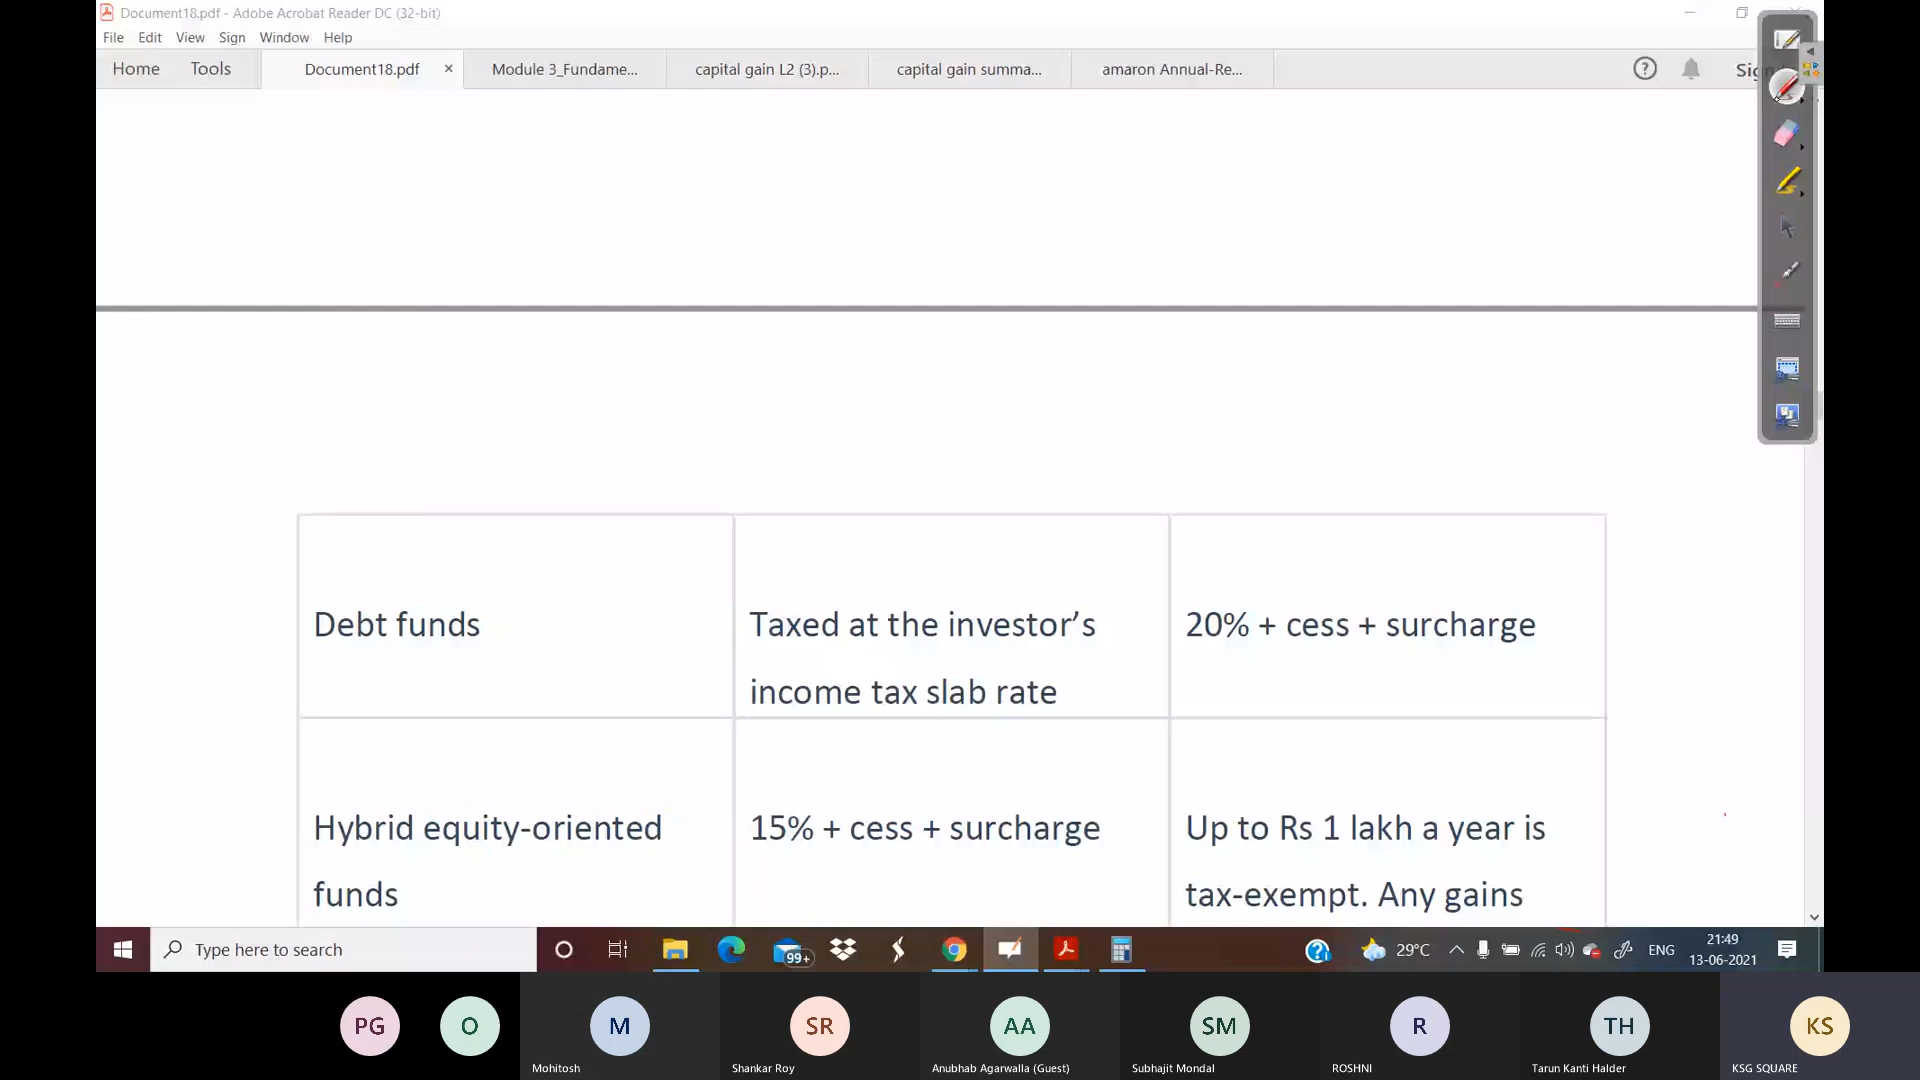 Document18.pdf - Adobe Acrobat Reader DC (32-bit)
File Edit View Sign Window Help
Home Tools Document18.pdf × Module 3_Fundame... capital gain L2 (3).p... capital gain summa... amaron Annual-Re...
Debt funds
Taxed at the investor’s
income tax slab rate
20% + cess + surcharge
Hybrid equity-oriented
funds
15% + cess + surcharge
Up to Rs 1 lakh a year is
tax-exempt. Any gains
Type here to search
99+
29°C
ENG
21:49
13-06-2021
PG O M SR AA SM R TH KS
Mohitosh Shankar Roy Anubhab Agarwalla (Guest) Subhajit Mondal ROSHNI Tarun Kanti Halder KSG SQUARE